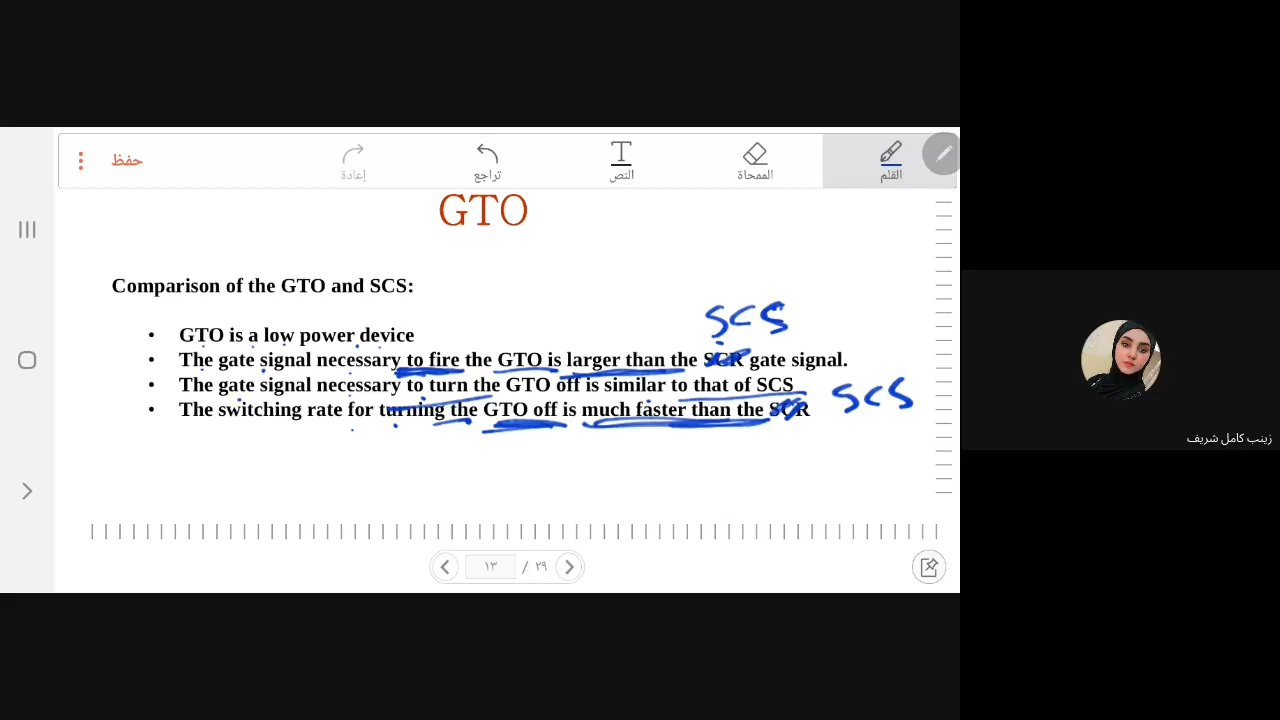 حفظ
إعادة
تراجع
النص
الممحاة
القلم
GTO
Comparison of the GTO and SCS:
• GTO is a low power device
SCS
• The gate signal necessary to fire the GTO is larger than the SCR gate signal.
• The gate signal necessary to turn the GTO off is similar to that of SCS
• The switching rate for turning the GTO off is much faster than the SCR SCS
زينب كامل شريف
١٣ / ٢٩